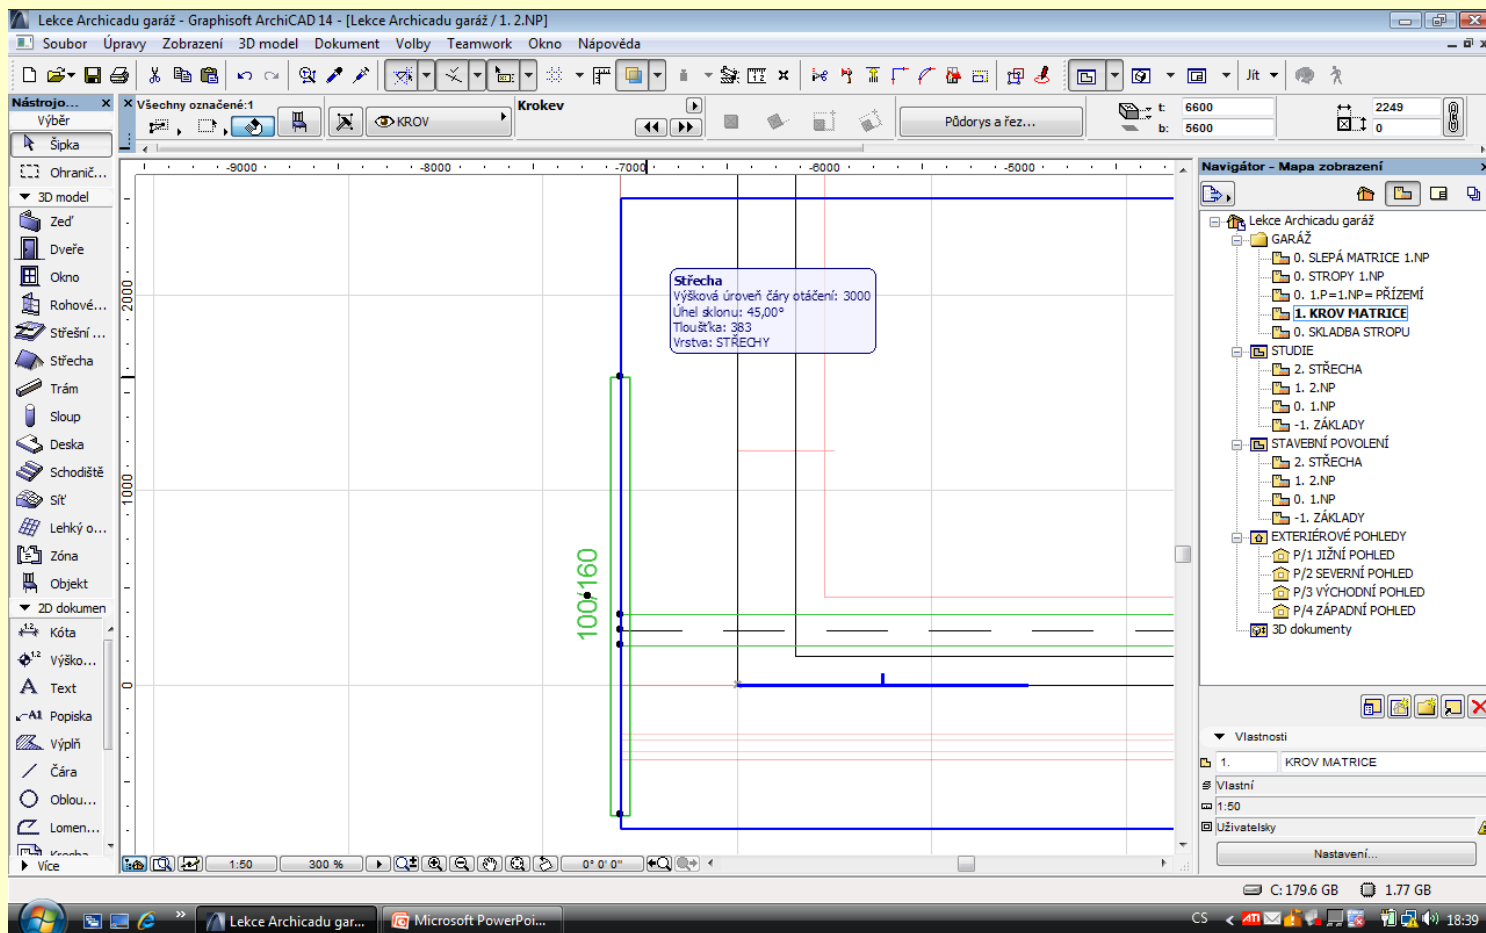 Lekce Archicadu garáž - Graphisoft ArchiCAD 14 - [Lekce Archicadu garáž / 1. 2.NP]
Soubor Úpravy Zobrazení 3D model Dokument Volby Teamwork Okno Nápověda
Jít
Nástrojo...
Výběr
Šipka
Ohranič...
3D model
Zeď
Dveře
Okno
Rohové...
Střešní ...
Střecha
Trám
Sloup
Deska
Schodiště
Síť
Lehký o...
Zóna
Objekt
2D dokumen
Kóta
Výško...
Text
Popiska
Výplň
Čára
Oblou...
Lomen...
Více
Všechny označené:1
KROV
Krokev
Půdorys a řez...
t: 6600
b: 5600
2249
0
-9000 -8000 -7000 -6000 -5000
2000
1000
0
Střecha
Výšková úroveň čáry otáčení: 3000
Úhel sklonu: 45,00°
Tloušťka: 383
Vrstva: STŘECHY
100/160
1:50 300 % 0° 0' 0"
Navigátor - Mapa zobrazení
Lekce Archicadu garáž
GARÁŽ
0. SLEPÁ MATRICE 1.NP
0. STROPY 1.NP
0. 1.P=1.NP= PŘÍZEMÍ
1. KROV MATRICE
0. SKLADBA STROPU
STUDIE
2. STŘECHA
1. 2.NP
0. 1.NP
-1. ZÁKLADY
STAVEBNÍ POVOLENÍ
2. STŘECHA
1. 2.NP
0. 1.NP
-1. ZÁKLADY
EXTERIÉROVÉ POHLEDY
P/1 JIŽNÍ POHLED
P/2 SEVERNÍ POHLED
P/3 VÝCHODNÍ POHLED
P/4 ZÁPADNÍ POHLED
3D dokumenty
Vlastnosti
1. KROV MATRICE
Vlastní
1:50
Uživatelsky
Nastavení...
C: 179.6 GB 1.77 GB
Lekce Archicadu gar...
Microsoft PowerPoi...
CS
18:39